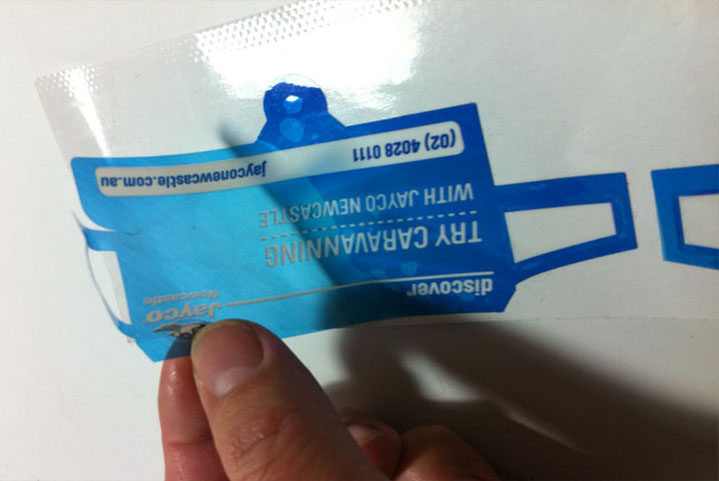 Jayco
Newcastle
discover
TRY CARAVANNING
WITH JAYCO NEWCASTLE
(02) 4028 0111
jayconewcastle.com.au